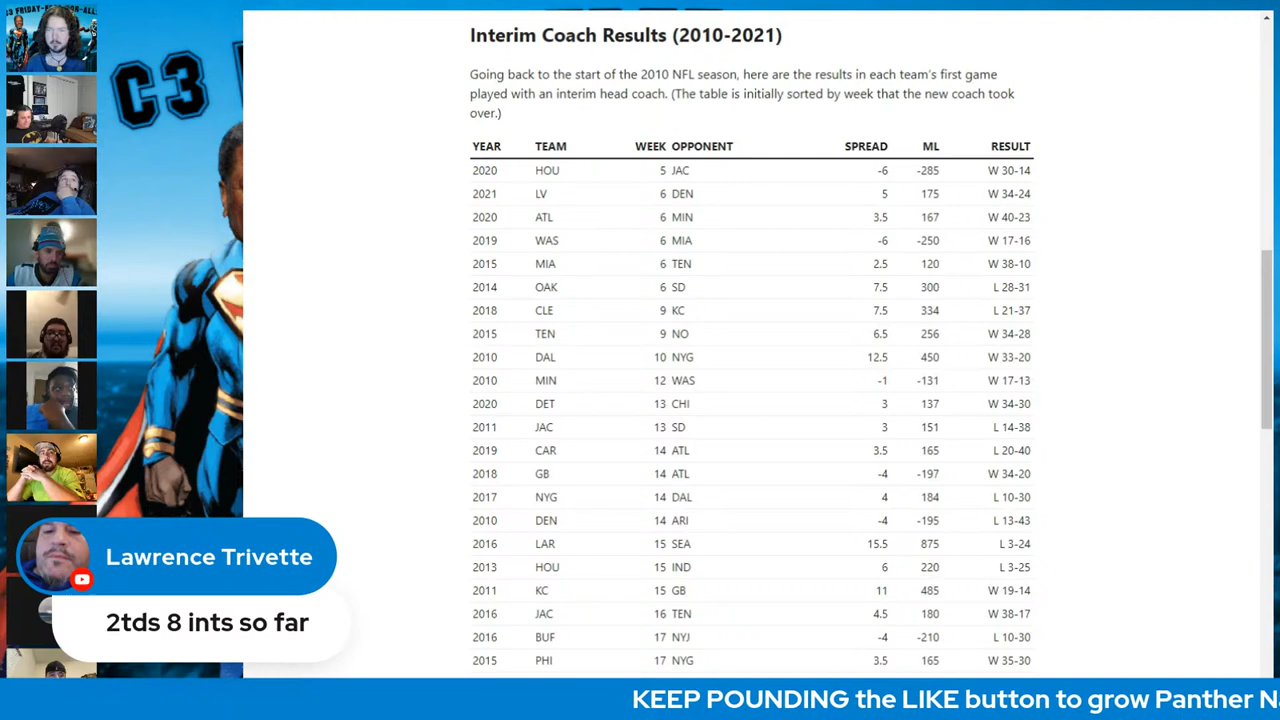 C3 FRIDAY-
C3
Interim Coach Results (2010-2021)
Going back to the start of the 2010 NFL season, here are the results in each team's first game
played with an interim head coach. (The table is initially sorted by week that the new coach took
over.)
YEAR TEAM WEEK OPPONENT SPREAD ML RESULT
2020 HOU 5 JAC -6 -285 W 30-14
2021 LV 6 DEN 5 175 W 34-24
2020 ATL 6 MIN 3.5 167 W 40-23
2019 WAS 6 MIA -6 -250 W 17-16
2015 MIA 6 TEN 2.5 120 W 38-10
2014 OAK 6 SD 7.5 300 L 28-31
2018 CLE 9 KC 7.5 334 L 21-37
2015 TEN 9 NO 6.5 256 W 34-28
2010 DAL 10 NYG 12.5 450 W 33-20
2010 MIN 12 WAS -1 -131 W 17-13
2020 DET 13 CHI 3 137 W 34-30
2011 JAC 13 SD 3 151 L 14-38
2019 CAR 14 ATL 3.5 165 L 20-40
2018 GB 14 ATL -4 -197 W 34-20
2017 NYG 14 DAL 4 184 L 10-30
2010 DEN 14 ARI -4 -195 L 13-43
2016 LAR 15 SEA 15.5 875 L 3-24
2013 HOU 15 IND 6 220 L 3-25
2011 KC 15 GB 11 485 W 19-14
2016 JAC 16 TEN 4.5 180 W 38-17
2016 BUF 17 NYJ -4 -210 L 10-30
2015 PHI 17 NYG 3.5 165 W 35-30
Lawrence Trivette
2tds 8 ints so far
KEEP POUNDING the LIKE button to grow Panther N